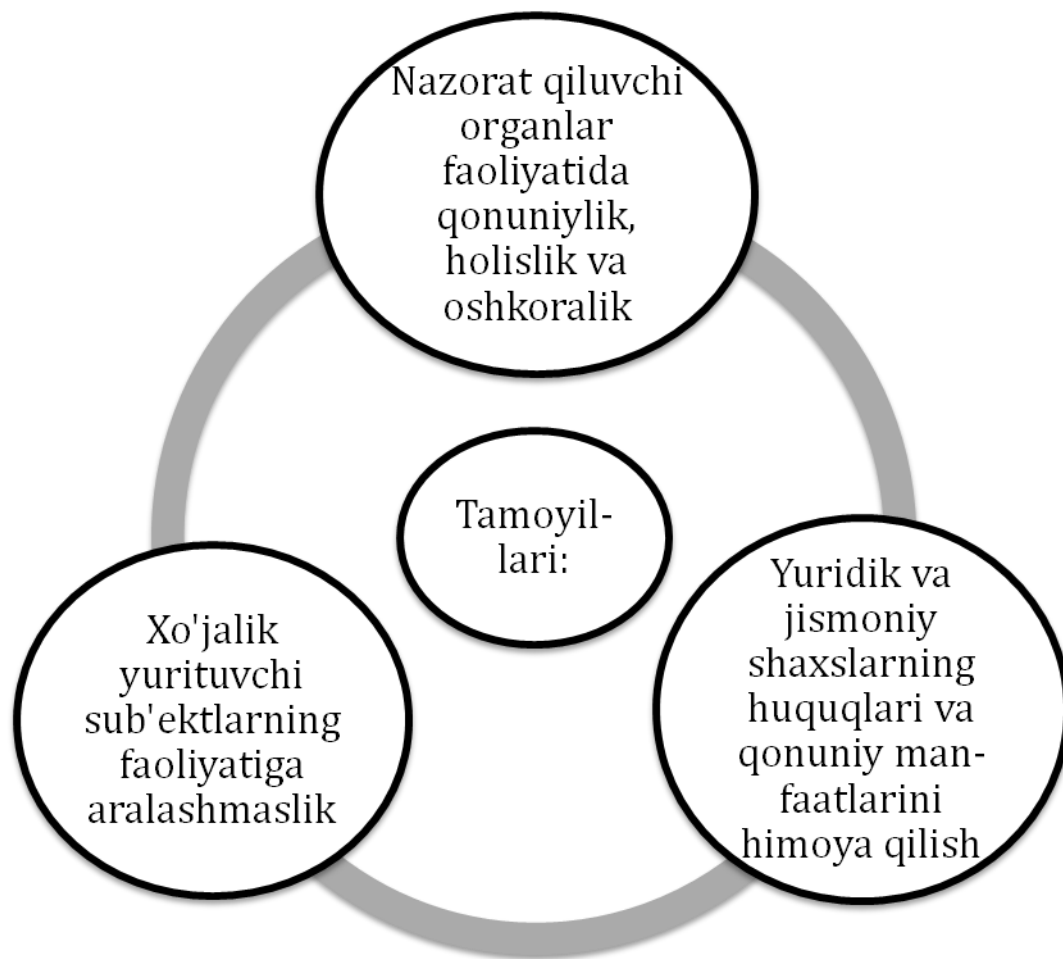 Nazorat qiluvchi
organlar
faoliyatida
qonuniylik,
holislik va
oshkoralik
Tamoyil-
lari:
Yuridik va
jismoniy
shaxslarning
huquqlari va
qonuniy man-
faatlarini
himoya qilish
Xo'jalik
yurituvchi
sub'ektlarning
faoliyatiga
aralashmaslik